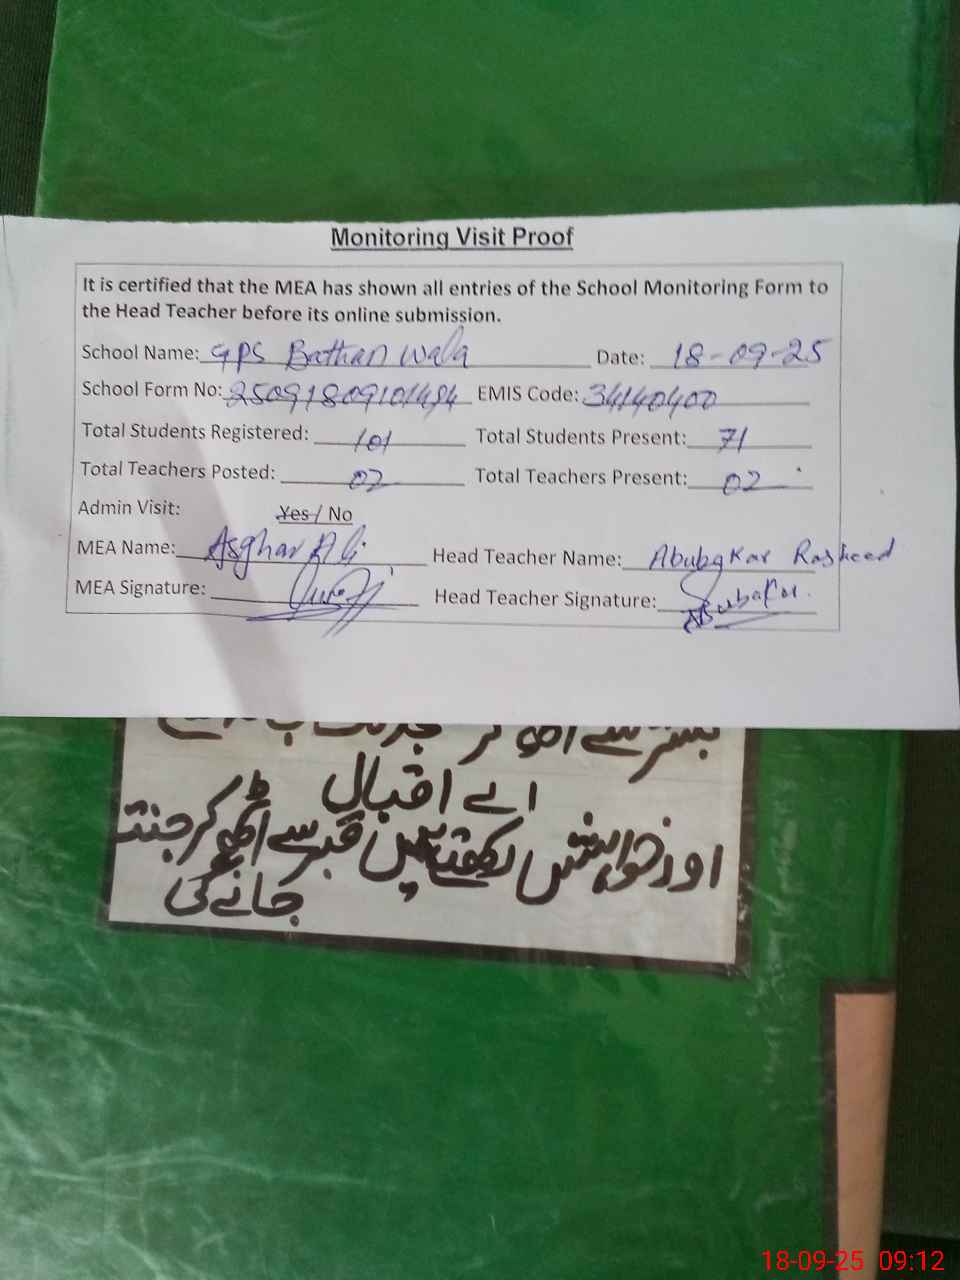 Monitoring Visit Proof
It is certified that the MEA has shown all entries of the School Monitoring Form to
the Head Teacher before its online submission.
School Name: GPS Bathan Wala Date: 18-09-25
School Form No: EMIS Code: 34140400
Total Students Registered: 101 Total Students Present: 71
Total Teachers Posted: 02 Total Teachers Present: 02
Admin Visit: Yes / No
MEA Name: Asghar Ali Head Teacher Name: Abubakar Rasheed
MEA Signature: Head Teacher Signature: Abubakar
اے اقبال
اور خواہش رکھتے ہیں قبر سے اٹھ کر جنت
جانے کی
18-09-25 09:12